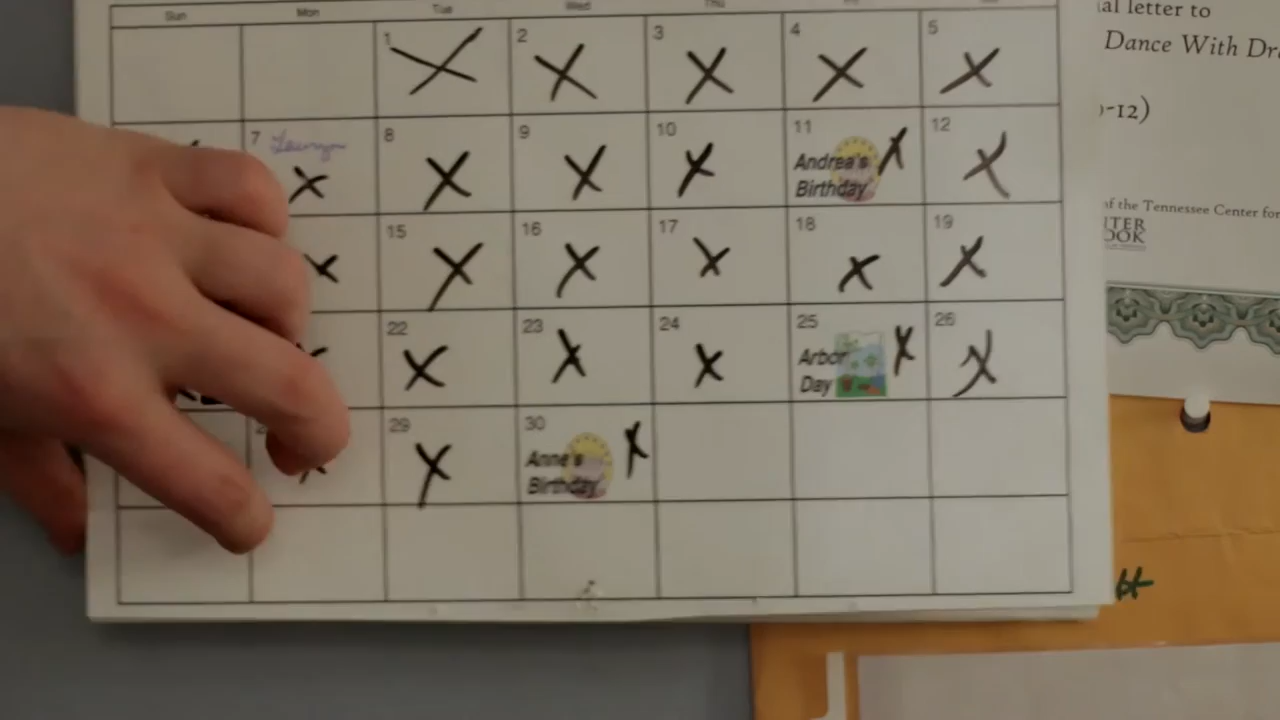 Sun Mon Tue Wed Thu
1 2 3 4 5
7 8 9 10 11 12
Andrea's
Birthday
15 16 17 18 19
22 23 24 25 26
Arbor
Day
29 30
Anne's
Birthday
al letter to
Dance With Dr
-12)
of the Tennessee Center for
TER
OOK